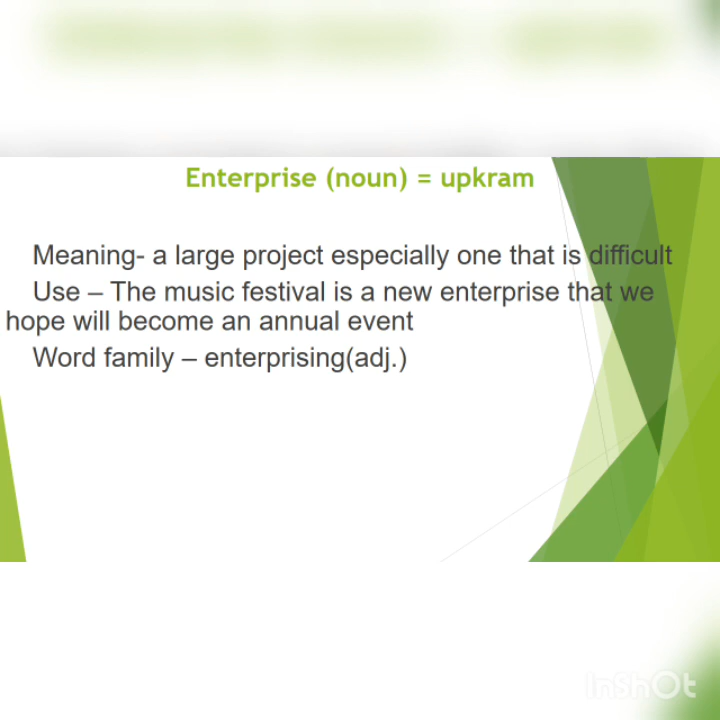 Enterprise (noun) = upkram
Meaning- a large project especially one that is difficult
Use – The music festival is a new enterprise that we
hope will become an annual event
Word family – enterprising(adj.)
InShOt